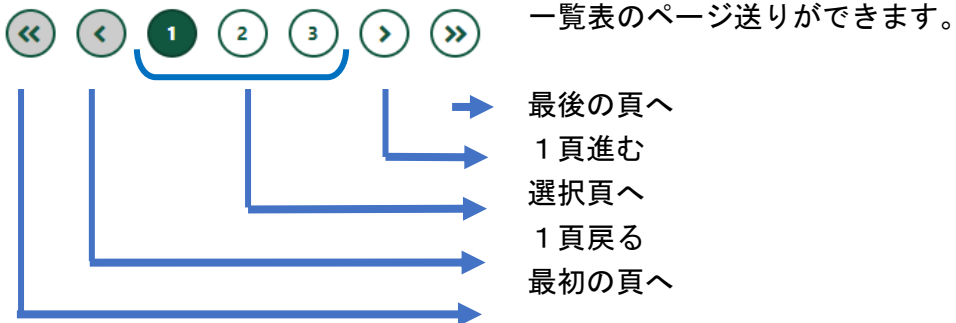 一覧表のページ送りができます。
« ‹ 1 2 3 › »
最後の頁へ
１頁進む
選択頁へ
１頁戻る
最初の頁へ